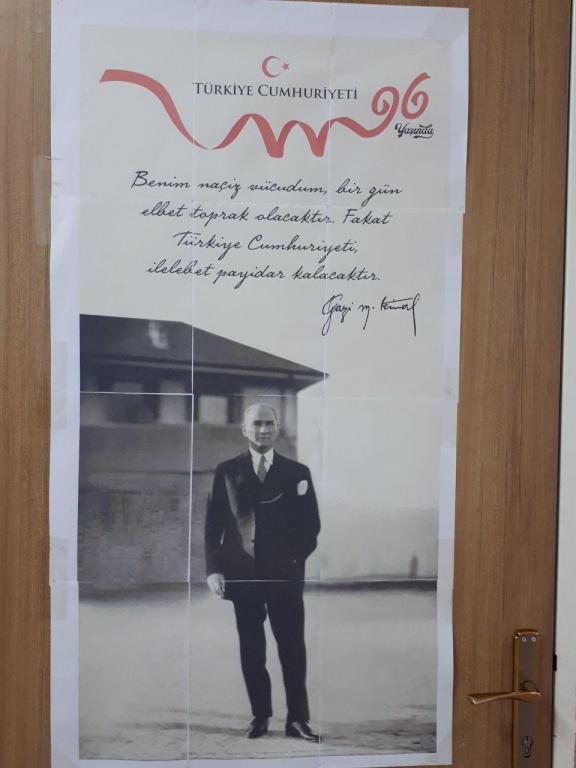 TÜRKİYE CUMHURİYETİ
96
Yaşında
Benim naçiz vücudum, bir gün
elbet toprak olacaktır. Fakat
Türkiye Cumhuriyeti,
ilelebet payidar kalacaktır.
Gazi M. Kemal